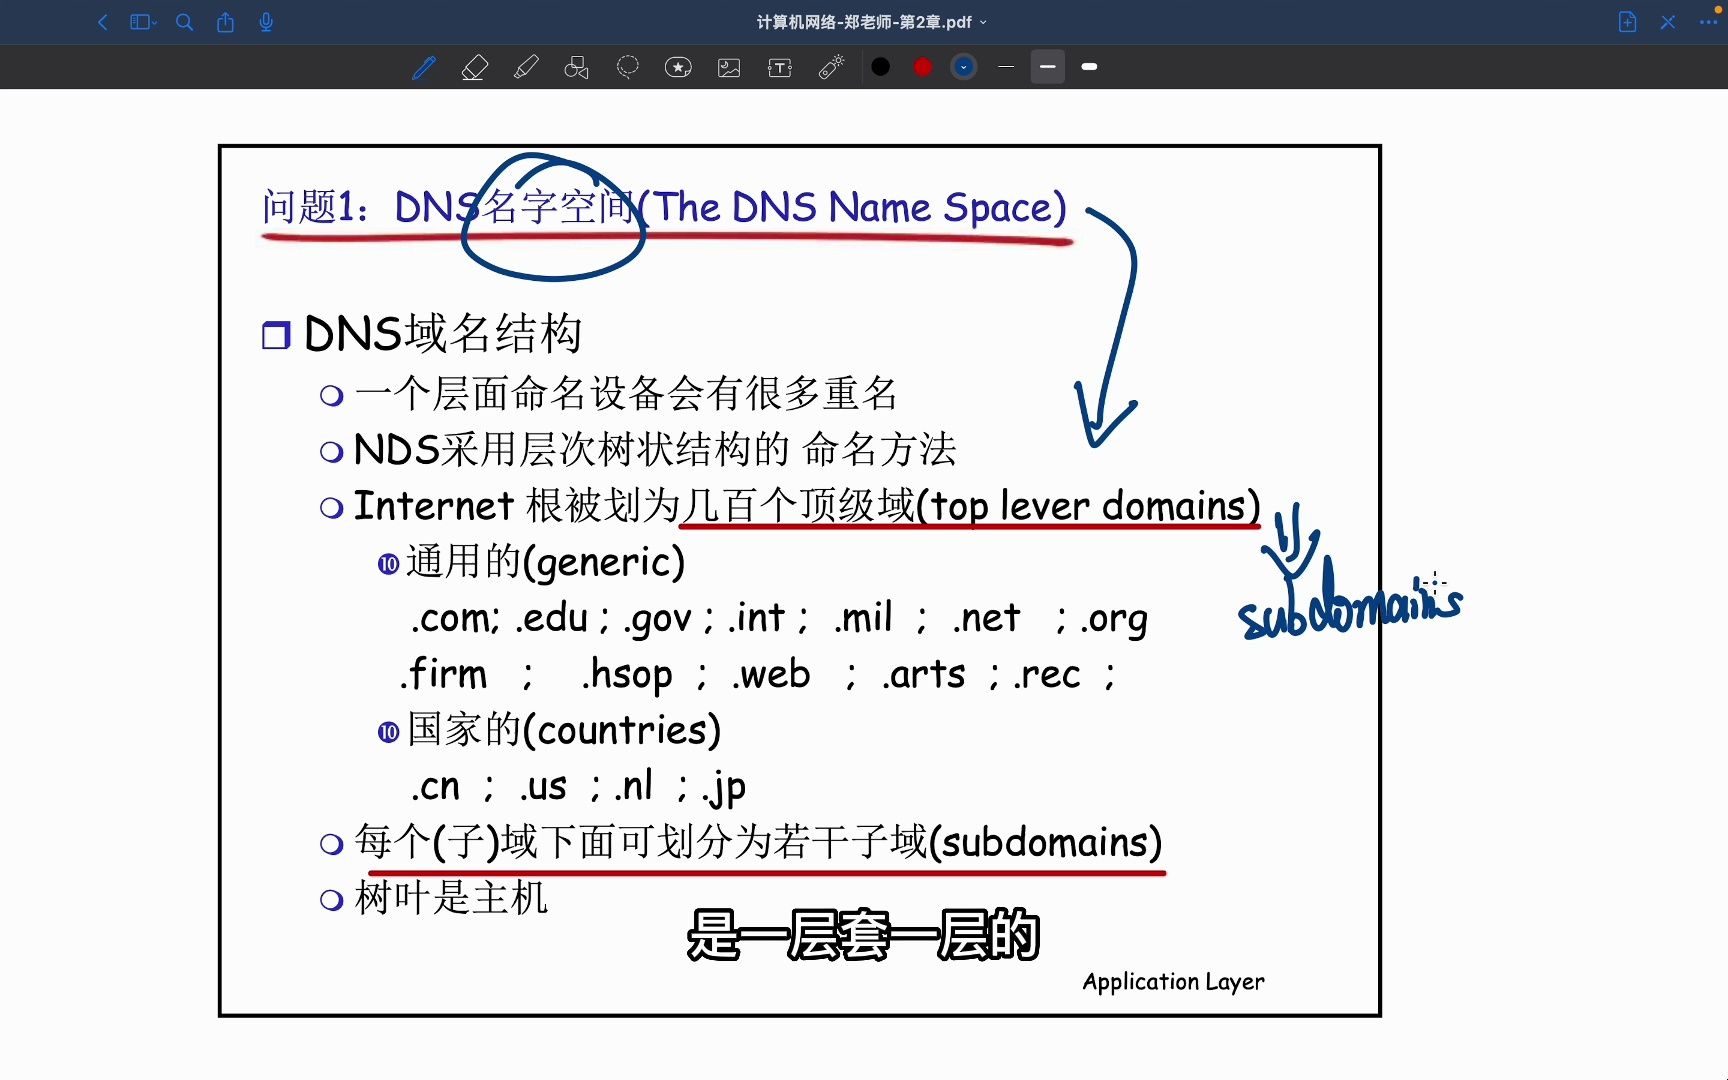 计算机网络-郑老师-第2章.pdf
问题1：DNS名字空间(The DNS Name Space)
DNS域名结构
一个层面命名设备会有很多重名
NDS采用层次树状结构的 命名方法
Internet 根被划为几百个顶级域(top lever domains)
通用的(generic)
.com; .edu ; .gov ; .int ; .mil ; .net ; .org
.firm ; .hsop ; .web ; .arts ; .rec ;
subdomains
国家的(countries)
.cn ; .us ; .nl ; .jp
每个(子)域下面可划分为若干子域(subdomains)
树叶是主机
是一层套一层的
Application Layer